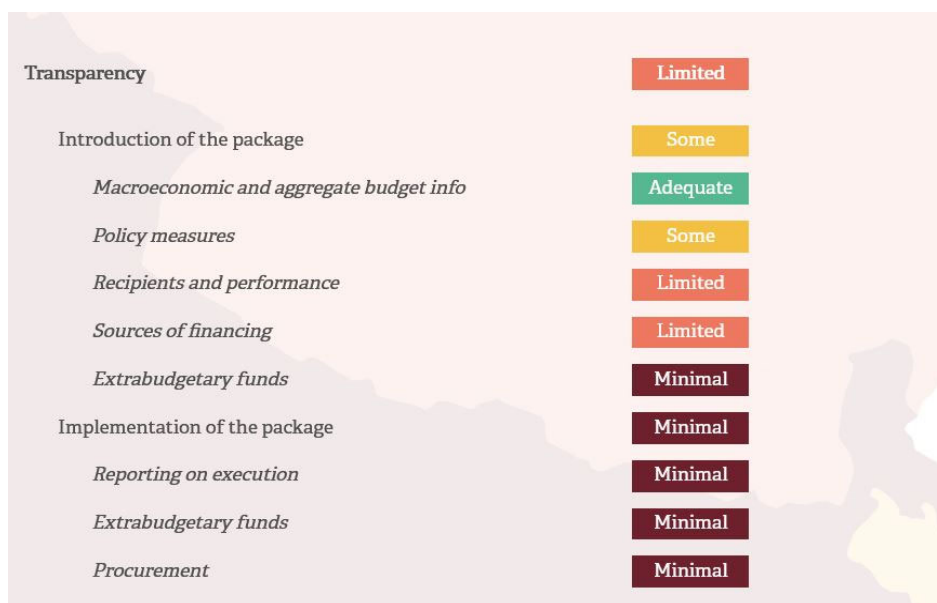 Transparency Limited
Introduction of the package Some
Macroeconomic and aggregate budget info Adequate
Policy measures Some
Recipients and performance Limited
Sources of financing Limited
Extrabudgetary funds Minimal
Implementation of the package Minimal
Reporting on execution Minimal
Extrabudgetary funds Minimal
Procurement Minimal